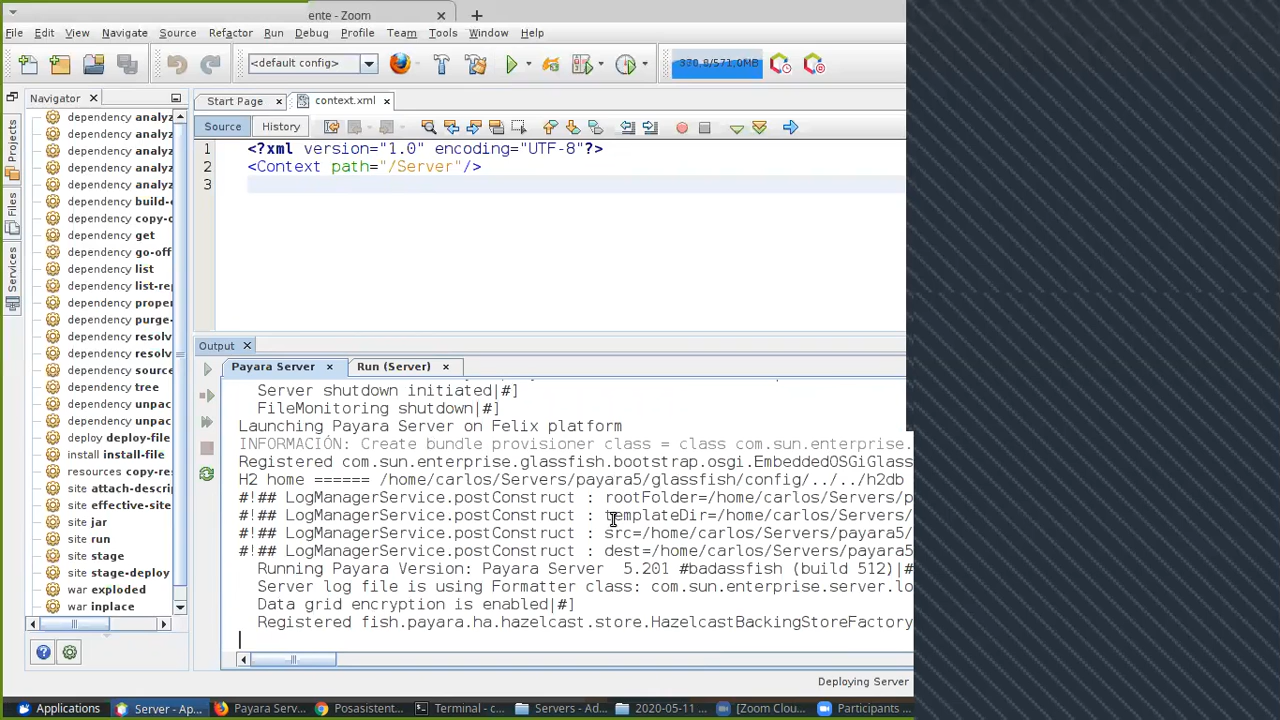 ente - Zoom
File Edit View Navigate Source Refactor Run Debug Profile Team Tools Window Help
<default config>
330,8/571,0MB
Navigator
Start Page
context.xml
Source
History
Projects
Files
Services
dependency analyz
dependency analyz
dependency analyz
dependency analyz
dependency analyz
dependency build-c
dependency copy-d
dependency get
dependency go-off
dependency list
dependency list-rep
dependency proper
dependency purge-
dependency resolv
dependency resolv
dependency source
dependency tree
dependency unpac
dependency unpac
deploy deploy-file
install install-file
resources copy-res
site attach-descri
site effective-site
site jar
site run
site stage
site stage-deploy
war exploded
war inplace
1 <?xml version="1.0" encoding="UTF-8"?>
2 <Context path="/Server"/>
3
Output
Payara Server
Run (Server)
Server shutdown initiated|#]
FileMonitoring shutdown|#]
Launching Payara Server on Felix platform
INFORMACIÓN: Create bundle provisioner class = class com.sun.enterprise.
Registered com.sun.enterprise.glassfish.bootstrap.osgi.EmbeddedOSGiGlass
H2 home ====== /home/carlos/Servers/payara5/glassfish/config/../../h2db
#!## LogManagerService.postConstruct : rootFolder=/home/carlos/Servers/p
#!## LogManagerService.postConstruct : templateDir=/home/carlos/Servers/
#!## LogManagerService.postConstruct : src=/home/carlos/Servers/payara5/
#!## LogManagerService.postConstruct : dest=/home/carlos/Servers/payara5
Running Payara Version: Payara Server  5.201 #badassfish (build 512)|#
Server log file is using Formatter class: com.sun.enterprise.server.lo
Data grid encryption is enabled|#]
Registered fish.payara.ha.hazelcast.store.HazelcastBackingStoreFactory
Deploying Server
Applications
Server - Ap...
Payara Serv...
Posasistent...
Terminal - c...
Servers - Ad...
2020-05-11 ...
[Zoom Clou...
Participants ...